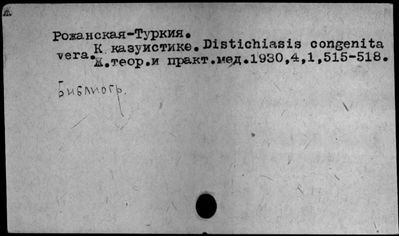 Рожанская-Туркия.
К казуистике. Distichiasis congenita
vera. Ж.теор.и практ.мед.1930,4,1,515-518.
Библиогр.